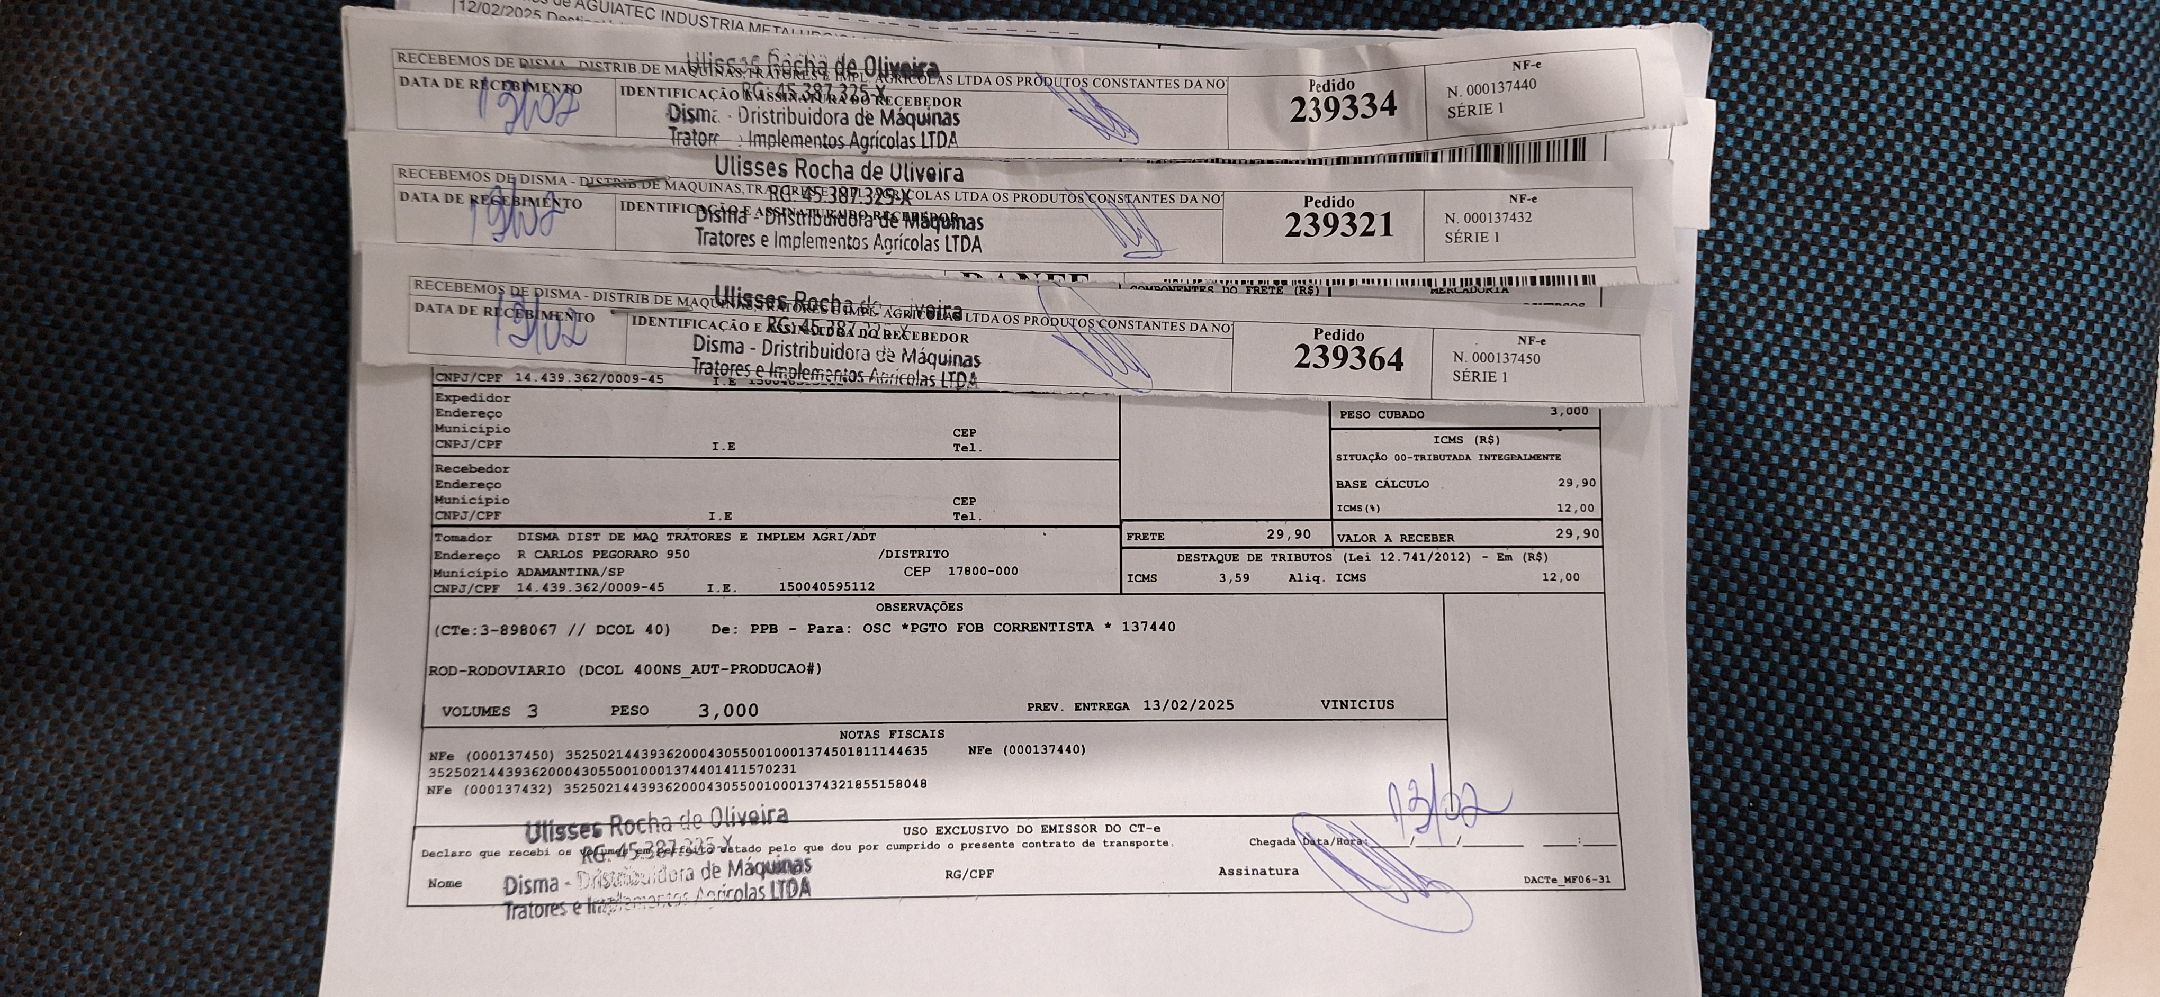 de AGUIATEC INDUSTRIA METALURGICA
12/02/2025
RECEBEMOS DE DISMA - DISTRIB DE MAQUINAS,TRATORES E IMPL. AGRICOLAS LTDA OS PRODUTOS CONSTANTES DA NO
DATA DE RECEBIMENTO
13/02
IDENTIFICAÇÃO E ASSINATURA DO RECEBEDOR
Ulisses Rocha de Oliveira
RG: 45.387.325-X
Disma - Dristribuidora de Máquinas
Tratores e Implementos Agrícolas LTDA
Pedido
239334
NF-e
N. 000137440
SÉRIE 1
RECEBEMOS DE DISMA - DISTRIB DE MAQUINAS,TRATORES E IMPL. AGRICOLAS LTDA OS PRODUTOS CONSTANTES DA NO
DATA DE RECEBIMENTO
13/02
IDENTIFICAÇÃO E ASSINATURA DO RECEBEDOR
Ulisses Rocha de Oliveira
RG: 45.387.325-X
Disma - Dristribuidora de Máquinas
Tratores e Implementos Agrícolas LTDA
Pedido
239321
NF-e
N. 000137432
SÉRIE 1
DANFE
COMPONENTES DO FRETE (R$)
MERCADORIA
RECEBEMOS DE DISMA - DISTRIB DE MAQUINAS,TRATORES E IMPL. AGRICOLAS LTDA OS PRODUTOS CONSTANTES DA NO
DATA DE RECEBIMENTO
13/02
IDENTIFICAÇÃO E ASSINATURA DO RECEBEDOR
Ulisses Rocha de Oliveira
RG: 45.387.325-X
Disma - Dristribuidora de Máquinas
Tratores e Implementos Agrícolas LTDA
Pedido
239364
NF-e
N. 000137450
SÉRIE 1
CNPJ/CPF 14.439.362/0009-45 I.E 150040595112
Expedidor
Endereço
Município CEP
CNPJ/CPF I.E Tel.
Recebedor
Endereço
Município CEP
CNPJ/CPF I.E Tel.
PESO CUBADO 3,000
ICMS (R$)
SITUAÇÃO 00-TRIBUTADA INTEGRALMENTE
BASE CÁLCULO 29,90
ICMS(%) 12,00
FRETE 29,90 VALOR A RECEBER 29,90
Tomador DISMA DIST DE MAQ TRATORES E IMPLEM AGRI/ADT
Endereço R CARLOS PEGORARO 950 /DISTRITO
Município ADAMANTINA/SP CEP 17800-000
CNPJ/CPF 14.439.362/0009-45 I.E. 150040595112
DESTAQUE DE TRIBUTOS (Lei 12.741/2012) - Em (R$)
ICMS 3,59 Aliq. ICMS 12,00
OBSERVAÇÕES
(CTe:3-898067 // DCOL 40) De: PPB - Para: OSC *PGTO FOB CORRENTISTA * 137440
ROD-RODOVIARIO (DCOL 400NS_AUT-PRODUCAO#)
VOLUMES 3 PESO 3,000 PREV. ENTREGA 13/02/2025 VINICIUS
NOTAS FISCAIS
NFe (000137450) 35250214439362000430550010001374501811144635 NFe (000137440)
35250214439362000430550010001374401411570231
NFe (000137432) 35250214439362000430550010001374321855158048
13/02
USO EXCLUSIVO DO EMISSOR DO CT-e
Declaro que recebi os volumes em perfeito estado pelo que dou por cumprido o presente contrato de transporte.
Chegada Data/Hora: / / :
Nome RG/CPF Assinatura DACTe_MF06-31
Ulisses Rocha de Oliveira
RG: 45.387.325-X
Disma - Dristribuidora de Máquinas
Tratores e Implementos Agrícolas LTDA